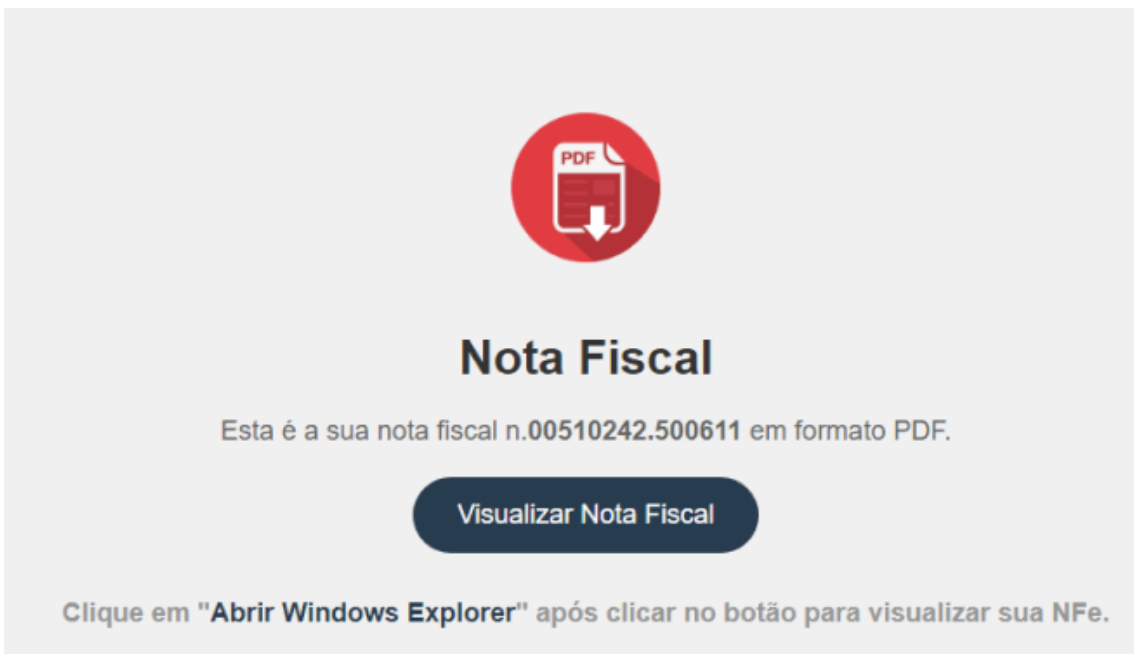 PDF
Nota Fiscal
Esta é a sua nota fiscal n.00510242.500611 em formato PDF.
Visualizar Nota Fiscal
Clique em "Abrir Windows Explorer" após clicar no botão para visualizar sua NFe.